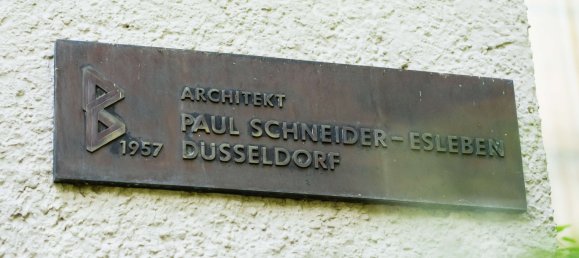 ARCHITEKT
PAUL SCHNEIDER-ESLEBEN
1957 DÜSSELDORF